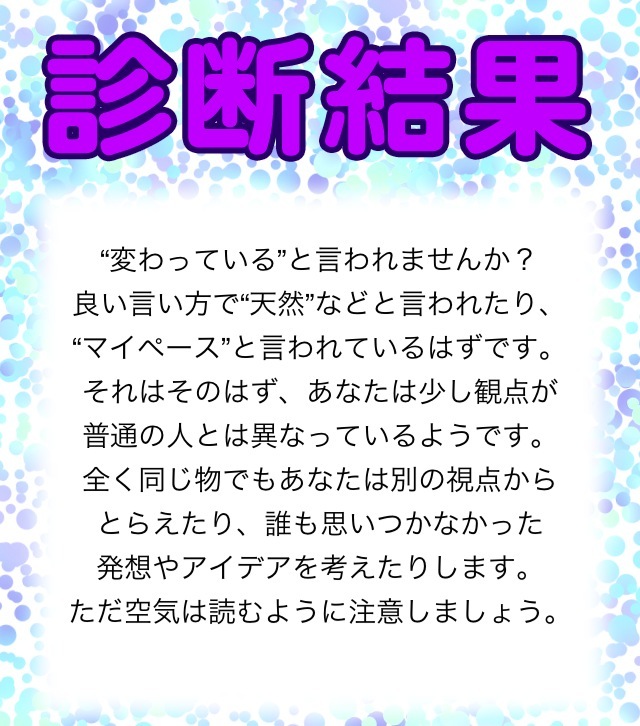 診断結果
“変わっている”と言われませんか？
良い言い方で“天然”などと言われたり、
“マイペース”と言われているはずです。
それはそのはず、あなたは少し観点が
普通の人とは異なっているようです。
全く同じ物でもあなたは別の視点から
とらえたり、誰も思いつかなかった
発想やアイデアを考えたりします。
ただ空気は読むように注意しましょう。